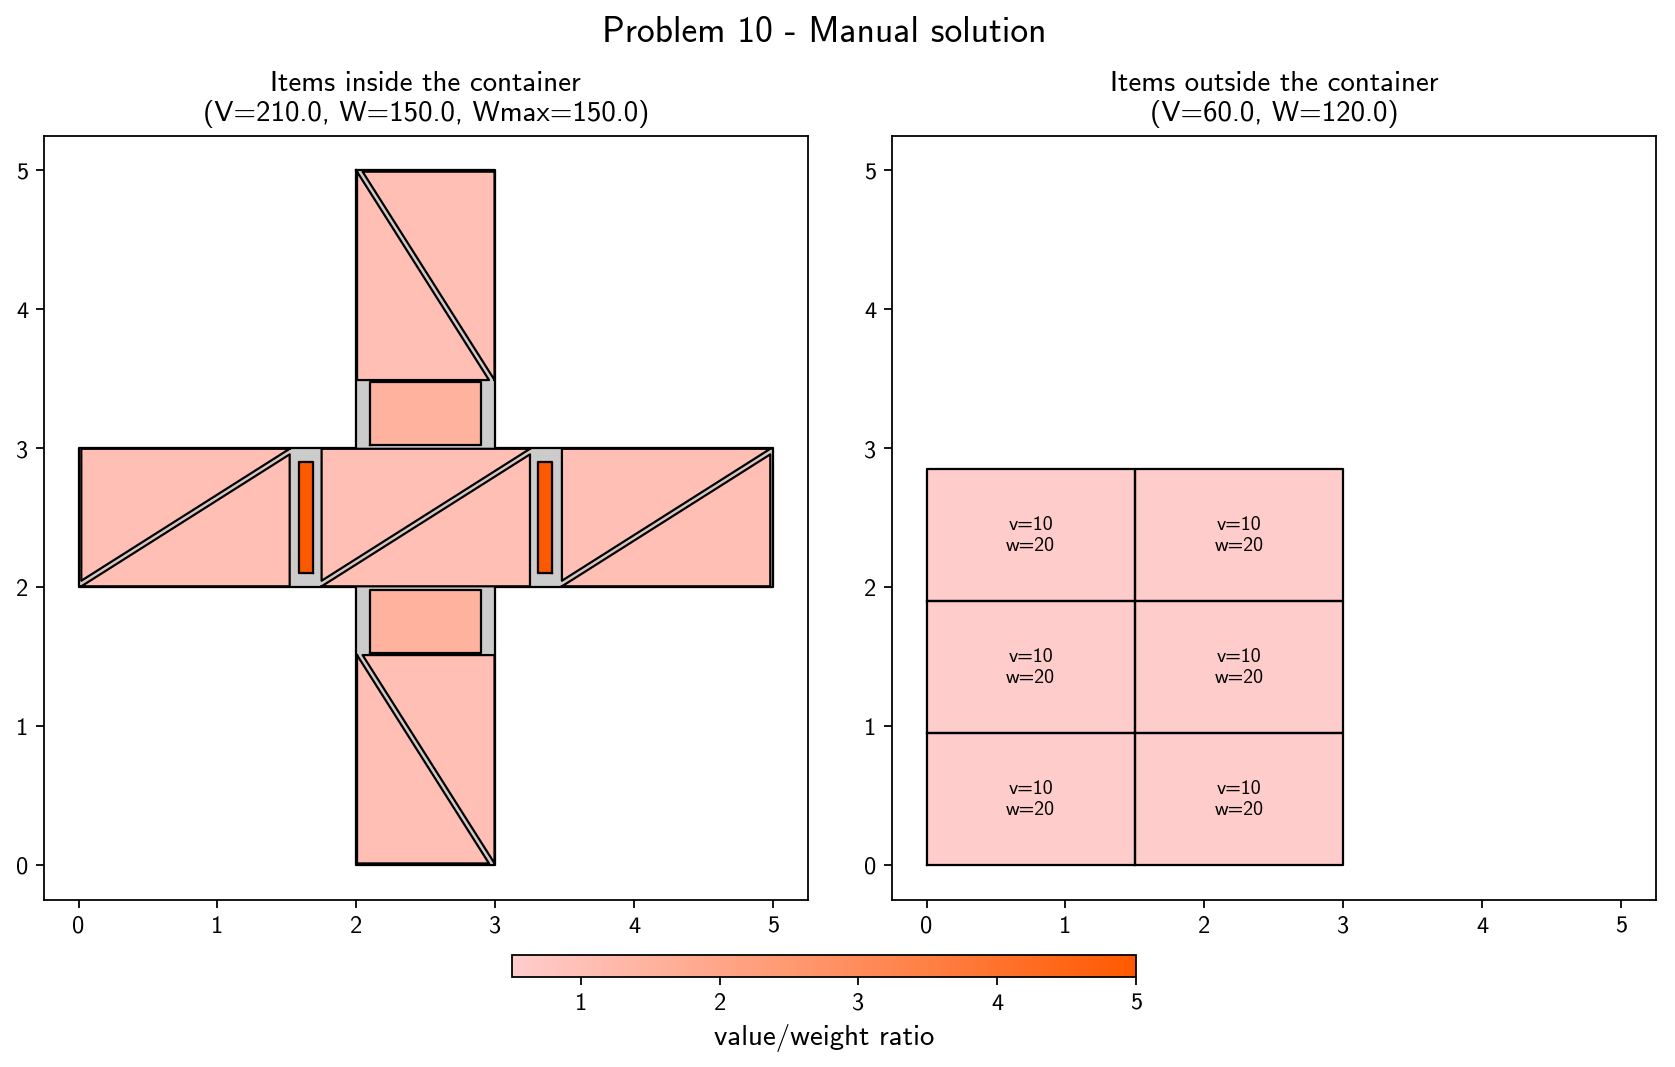 Problem 10 - Manual solution
Items inside the container
(V=210.0, W=150.0, Wmax=150.0)
5
4
3
2
1
0
0 1 2 3 4 5
Items outside the container
(V=60.0, W=120.0)
5
4
3
2
1
0
v=10 v=10
w=20 w=20
v=10 v=10
w=20 w=20
v=10 v=10
w=20 w=20
0 1 2 3 4 5
1 2 3 4 5
value/weight ratio